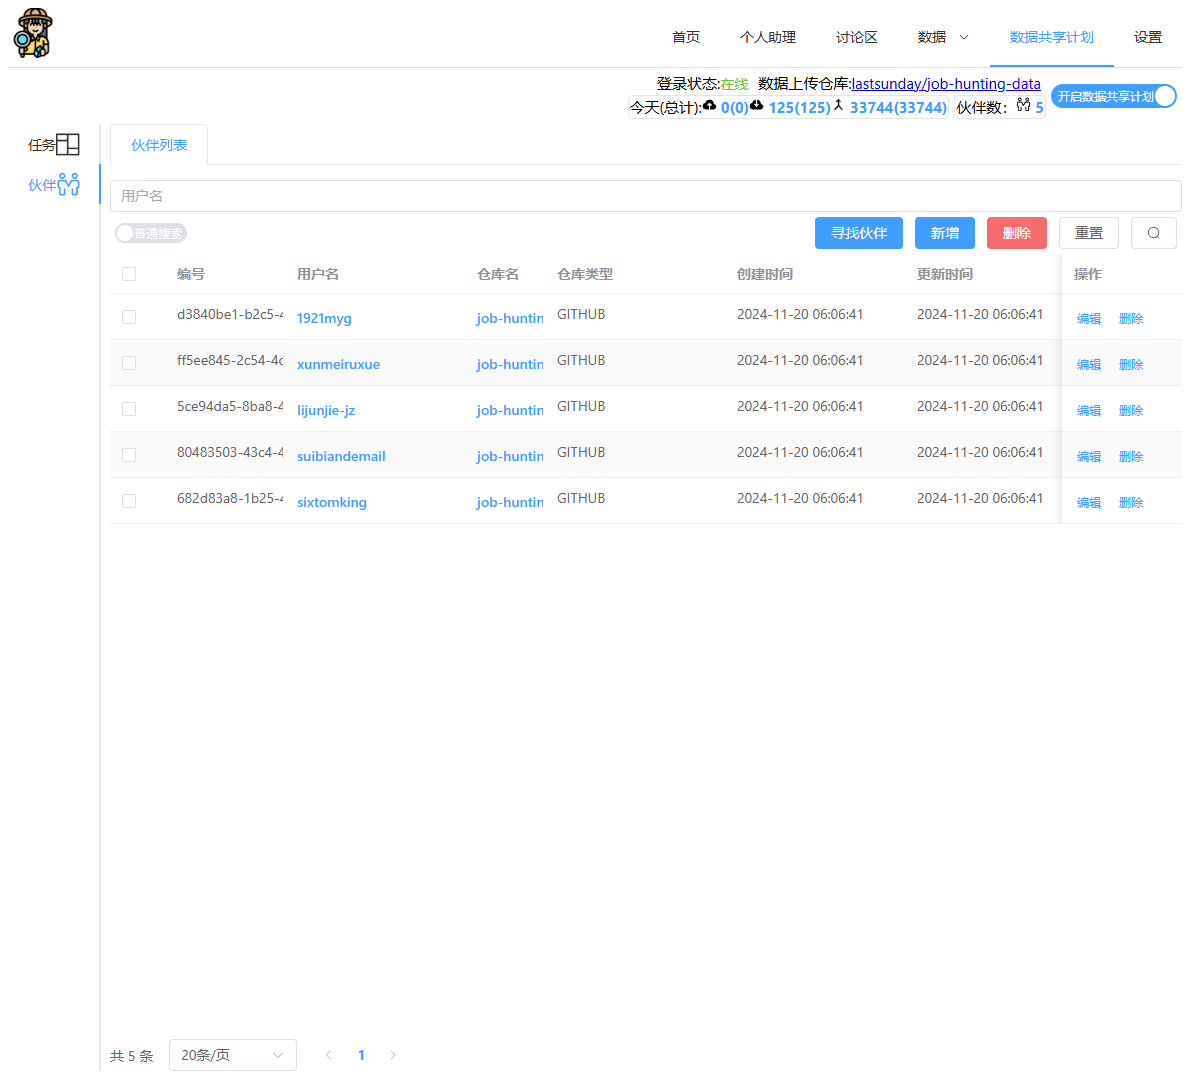 首页 个人助理 讨论区 数据 数据共享计划 设置
登录状态:在线 数据上传仓库:lastsunday/job-hunting-data
今天(总计): 0(0) 125(125) 33744(33744) 伙伴数: 5
开启数据共享计划
任务
伙伴
伙伴列表
用户名
普通搜索
寻找伙伴 新增 删除 重置
编号 用户名 仓库名 仓库类型 创建时间 更新时间 操作
d3840be1-b2c5-4 1921myg job-huntin GITHUB 2024-11-20 06:06:41 2024-11-20 06:06:41 编辑 删除
ff5ee845-2c54-4c xunmeiruxue job-huntin GITHUB 2024-11-20 06:06:41 2024-11-20 06:06:41 编辑 删除
5ce94da5-8ba8-4 lijunjie-jz job-huntin GITHUB 2024-11-20 06:06:41 2024-11-20 06:06:41 编辑 删除
80483503-43c4-4 suibiandemail job-huntin GITHUB 2024-11-20 06:06:41 2024-11-20 06:06:41 编辑 删除
682d83a8-1b25-4 sixtomking job-huntin GITHUB 2024-11-20 06:06:41 2024-11-20 06:06:41 编辑 删除
共 5 条 20条/页 1